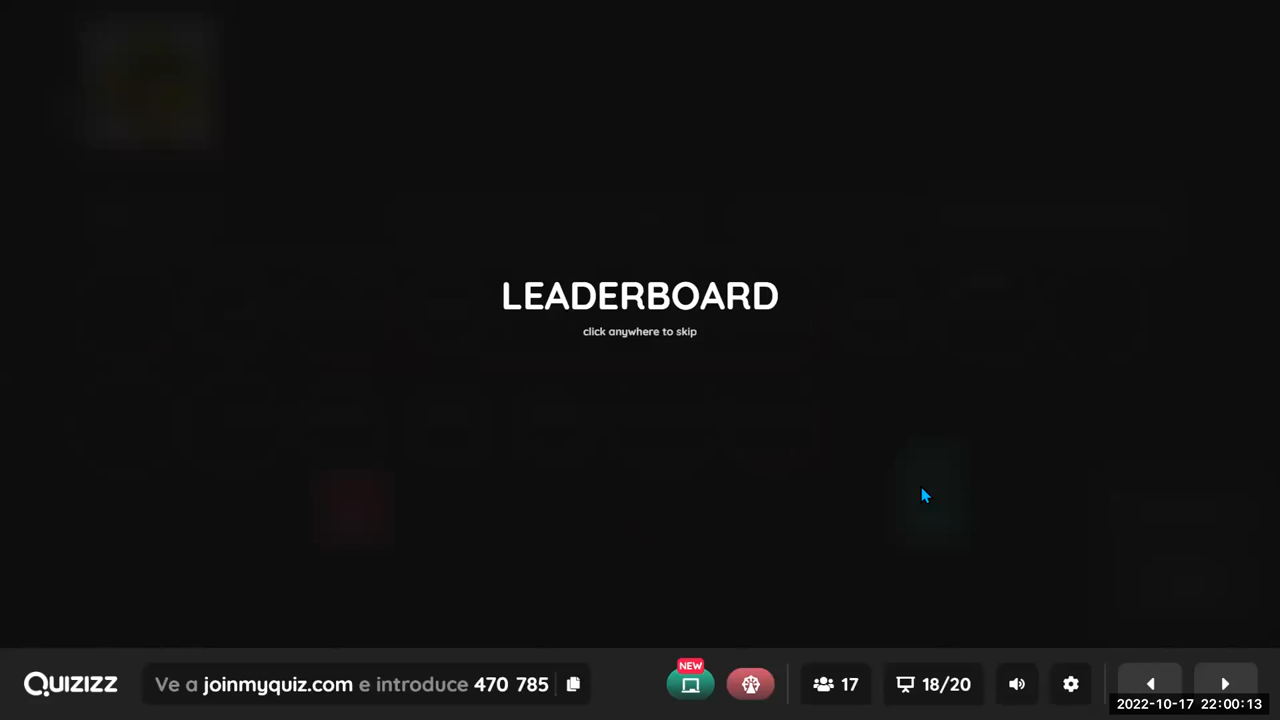 LEADERBOARD
click anywhere to skip
NEW
QUIZIZZ
Ve a joinmyquiz.com e introduce 470 785
17
18/20
2022-10-17 22:00:13